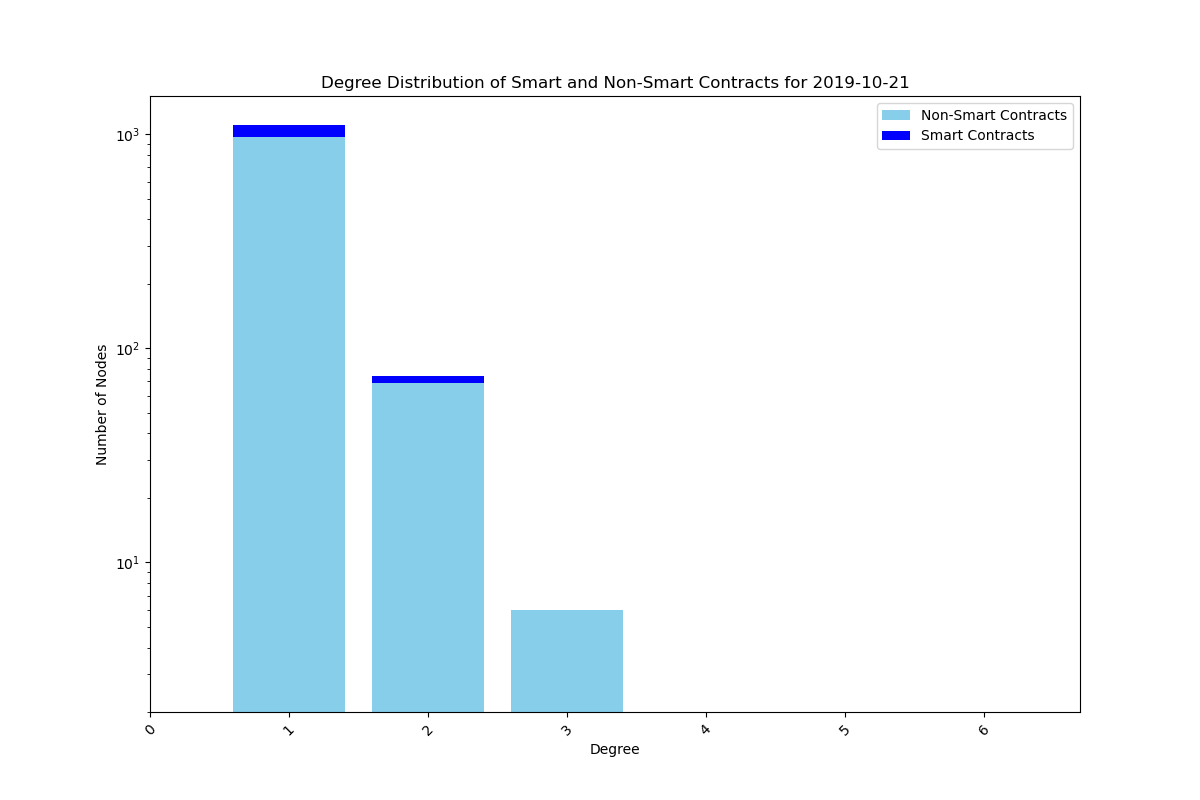 Degree Distribution of Smart and Non-Smart Contracts for 2019-10-21
Non-Smart Contracts
Smart Contracts
Number of Nodes
10³
10²
10¹
0 1 2 3 4 5 6
Degree